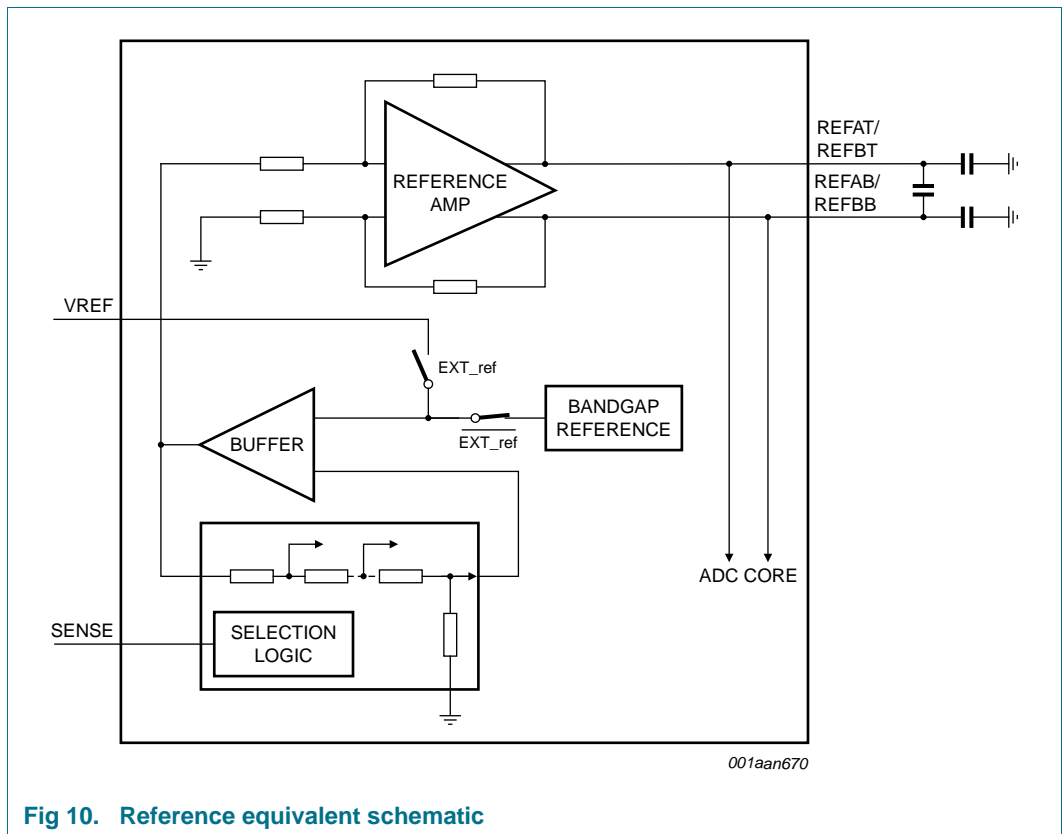 REFAT/
REFBT
REFERENCE
AMP
REFAB/
REFBB
VREF
EXT_ref
BANDGAP
REFERENCE
BUFFER
EXT_ref
ADC CORE
SENSE
SELECTION
LOGIC
001aan670
Fig 10. Reference equivalent schematic